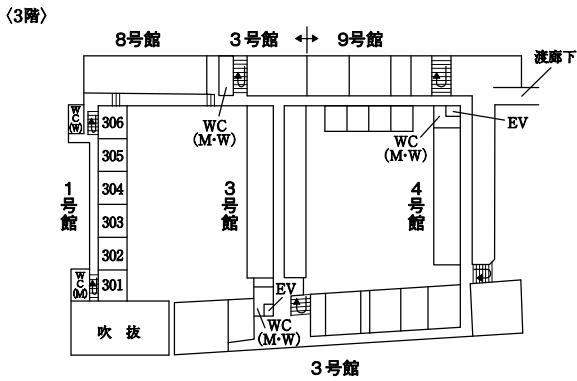 〈3階〉
8号館
3号館
9号館
渡廊下
WC(W)
306
WC
(M・W)
WC
(M・W)
EV
305
304
1号館
3号館
4号館
303
302
WC(M)
301
EV
WC
(M・W)
吹抜
3号館